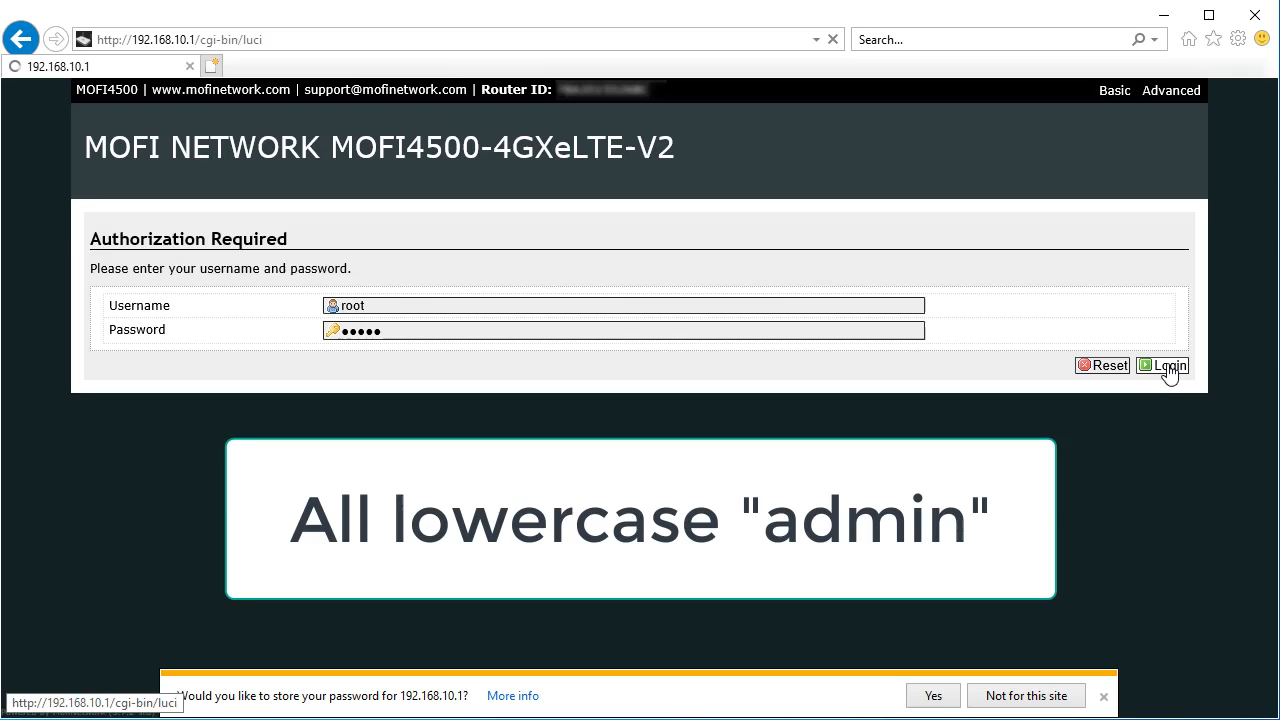 http://192.168.10.1/cgi-bin/luci
Search...
192.168.10.1
MOFI4500 | www.mofinetwork.com | support@mofinetwork.com | Router ID:
Basic Advanced
MOFI NETWORK MOFI4500-4GXeLTE-V2
Authorization Required
Please enter your username and password.
Username root
Password ●●●●●
Reset Login
All lowercase "admin"
Would you like to store your password for 192.168.10.1? More info Yes Not for this site
http://192.168.10.1/cgi-bin/luci